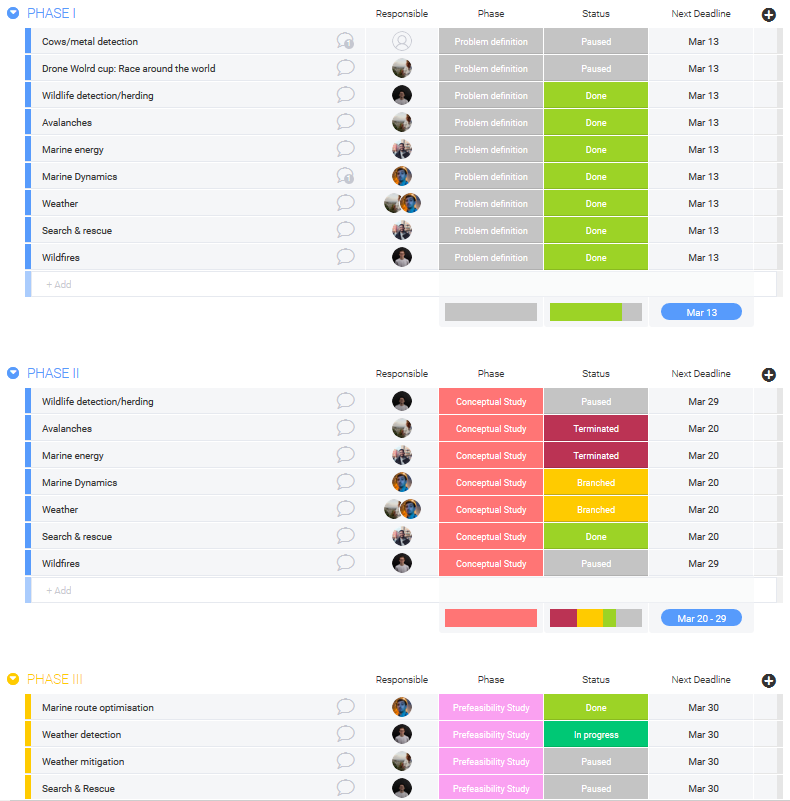 PHASE I Responsible Phase Status Next Deadline
Cows/metal detection 1 Problem definition Paused Mar 13
Drone Wolrd cup: Race around the world Problem definition Paused Mar 13
Wildlife detection/herding Problem definition Done Mar 13
Avalanches Problem definition Done Mar 13
Marine energy Problem definition Done Mar 13
Marine Dynamics 1 Problem definition Done Mar 13
Weather Problem definition Done Mar 13
Search & rescue Problem definition Done Mar 13
Wildfires Problem definition Done Mar 13
+ Add
Mar 13
PHASE II Responsible Phase Status Next Deadline
Wildlife detection/herding Conceptual Study Paused Mar 29
Avalanches Conceptual Study Terminated Mar 20
Marine energy Conceptual Study Terminated Mar 20
Marine Dynamics Conceptual Study Branched Mar 20
Weather Conceptual Study Branched Mar 20
Search & rescue Conceptual Study Done Mar 20
Wildfires Conceptual Study Paused Mar 29
+ Add
Mar 20 - 29
PHASE III Responsible Phase Status Next Deadline
Marine route optimisation Prefeasibility Study Done Mar 30
Weather detection Prefeasibility Study In progress Mar 30
Weather mitigation Prefeasibility Study Paused Mar 30
Search & Rescue Prefeasibility Study Paused Mar 30